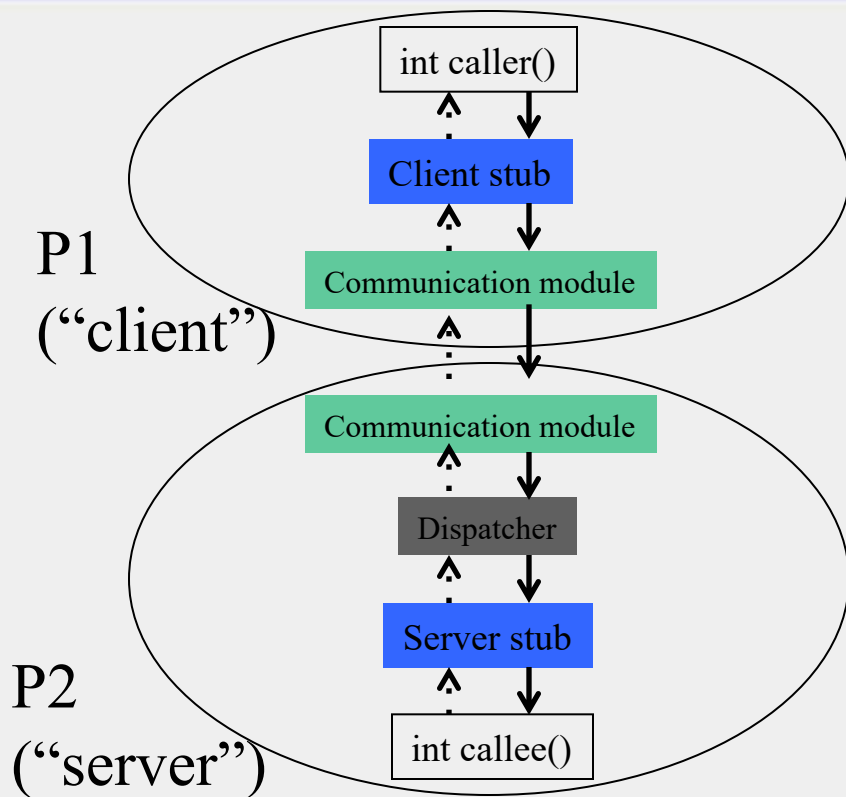 int caller()
Client stub
P1
(“client”)
Communication module
Communication module
Dispatcher
Server stub
P2
(“server”)
int callee()